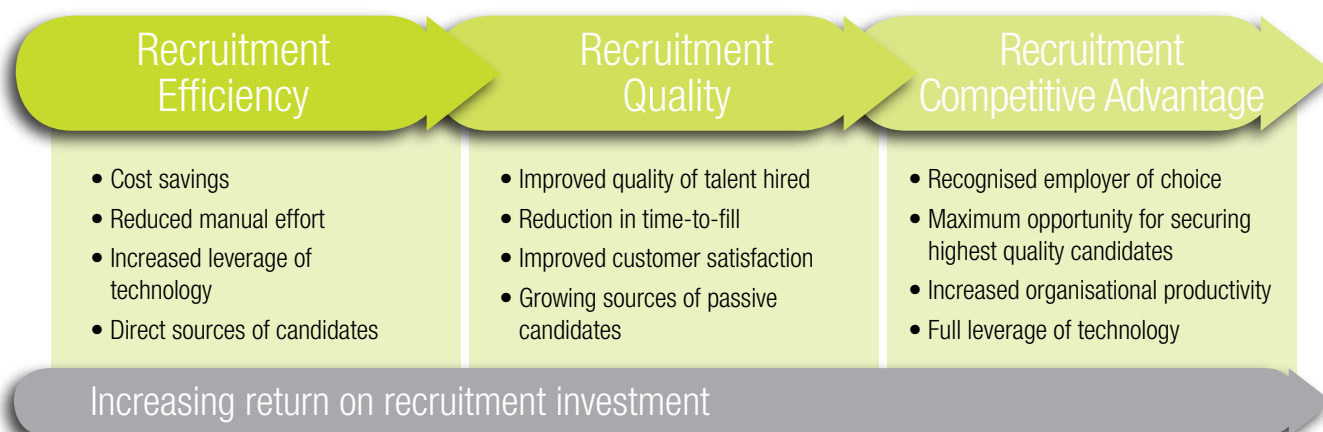 Recruitment
Efficiency
Recruitment
Quality
Recruitment
Competitive Advantage
• Cost savings
• Reduced manual effort
• Increased leverage of
technology
• Direct sources of candidates
• Improved quality of talent hired
• Reduction in time-to-fill
• Improved customer satisfaction
• Growing sources of passive
candidates
• Recognised employer of choice
• Maximum opportunity for securing
highest quality candidates
• Increased organisational productivity
• Full leverage of technology
Increasing return on recruitment investment